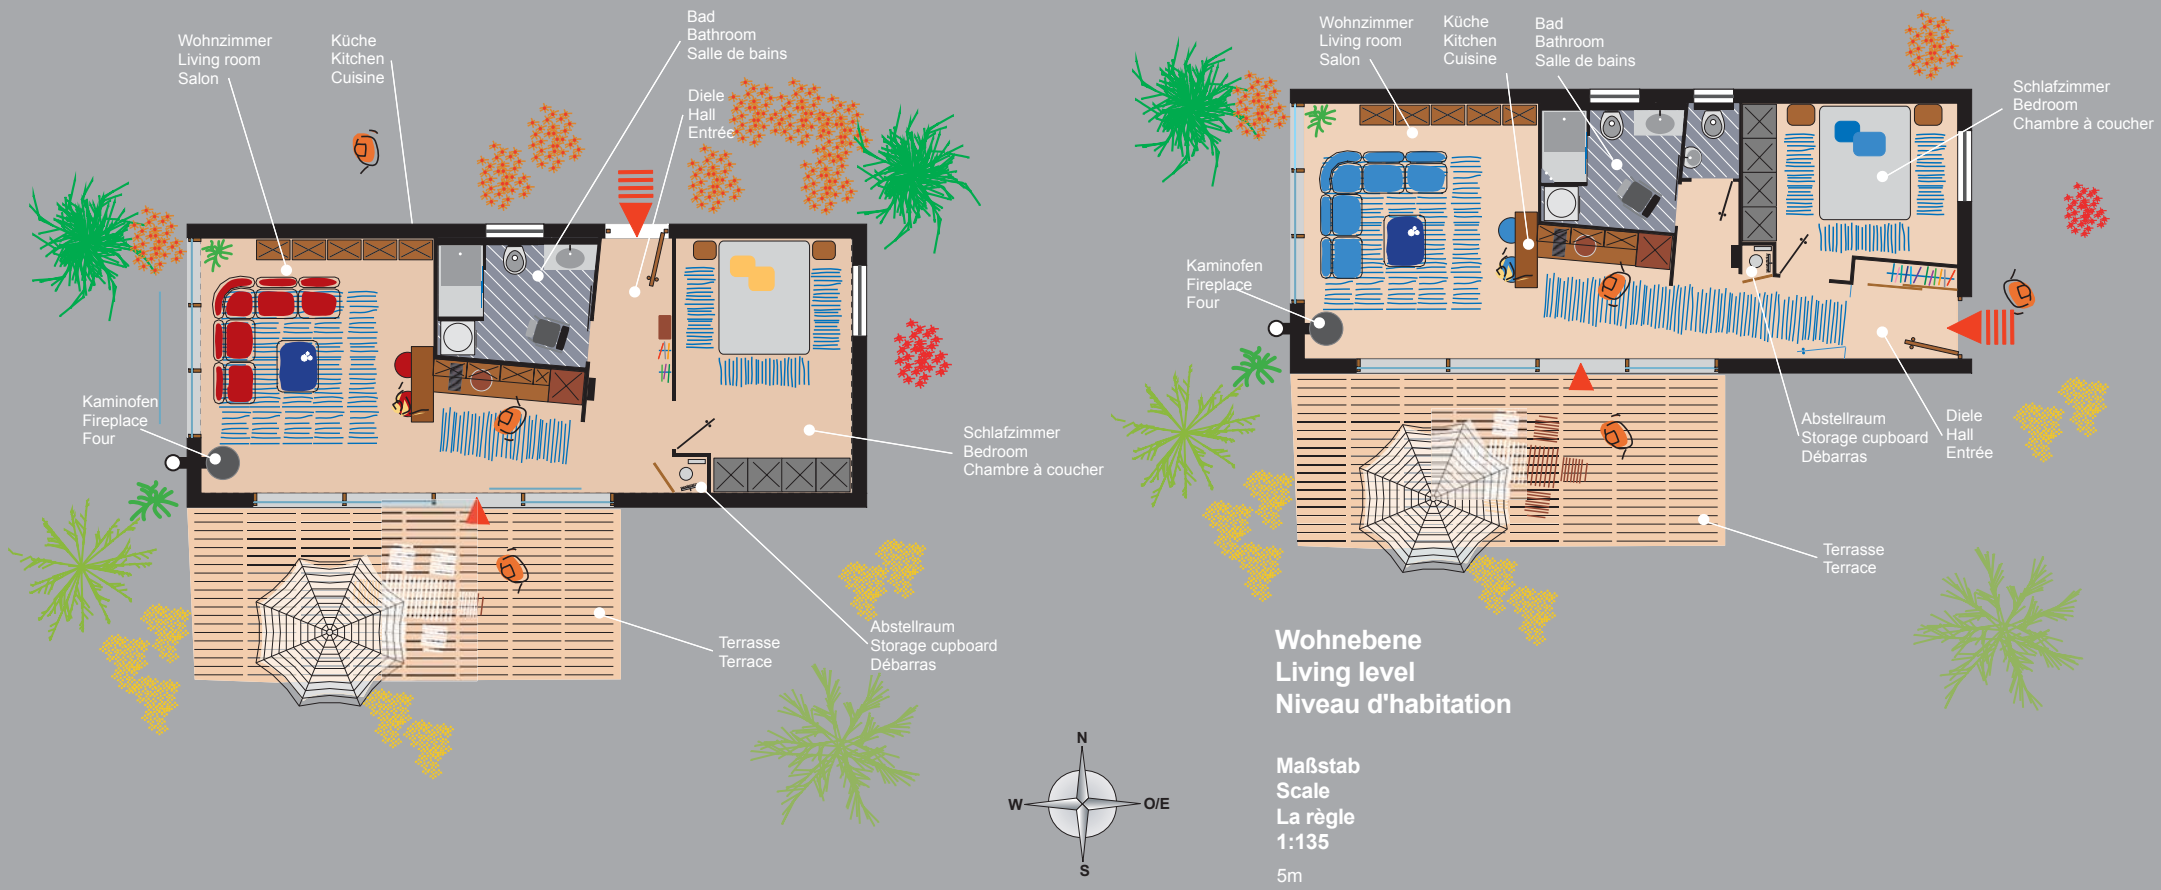 Wohnzimmer
Living room
Salon
Küche
Kitchen
Cuisine
Bad
Bathroom
Salle de bains
Diele
Hall
Entrée
Kaminofen
Fireplace
Four
Schlafzimmer
Bedroom
Chambre à coucher
Abstellraum
Storage cupboard
Débarras
Terrasse
Terrace
Wohnzimmer
Living room
Salon
Küche
Kitchen
Cuisine
Bad
Bathroom
Salle de bains
Schlafzimmer
Bedroom
Chambre à coucher
Kaminofen
Fireplace
Four
Abstellraum
Storage cupboard
Débarras
Diele
Hall
Entrée
Terrasse
Terrace
Wohnebene
Living level
Niveau d'habitation
Maßstab
Scale
La règle
1:135
5m
N
W
O/E
S